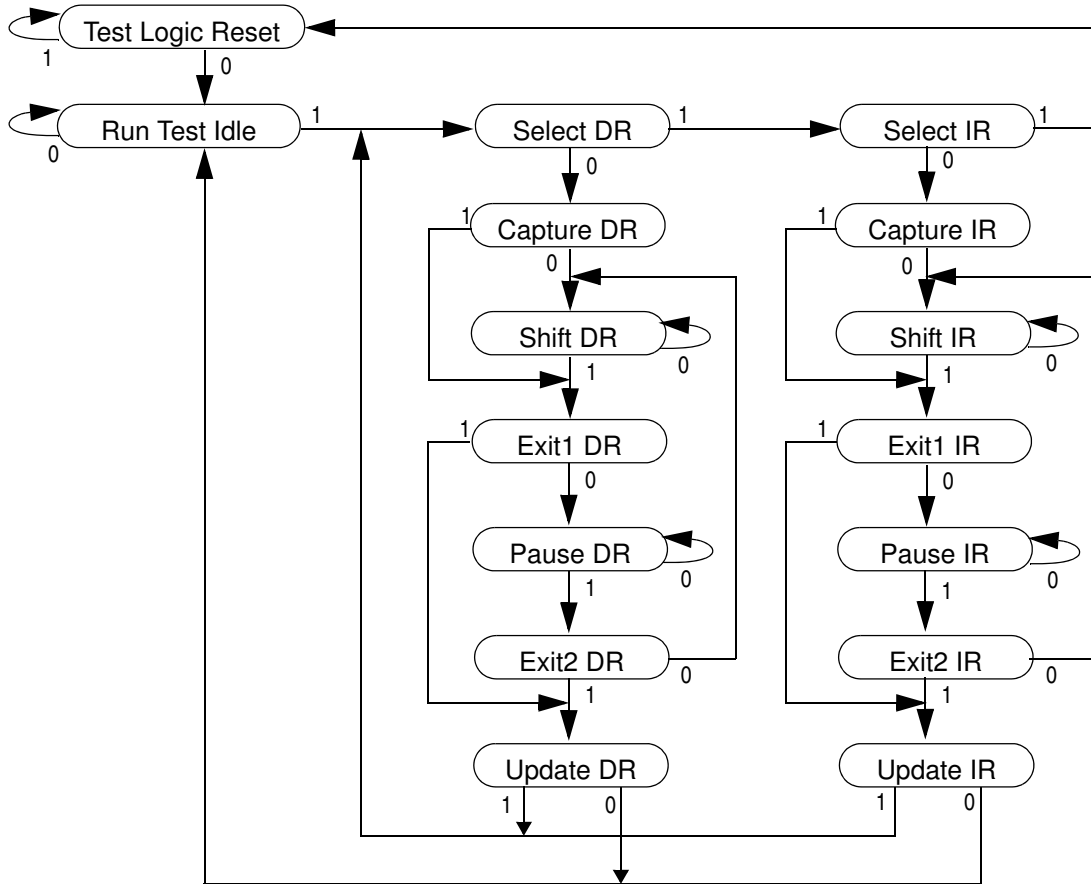 Test Logic Reset
1
0
Run Test Idle
0
1
Select DR
1
Select IR
1
0
0
1
Capture DR
1
Capture IR
0
0
Shift DR
0
Shift IR
0
1
1
1
Exit1 DR
1
Exit1 IR
0
0
Pause DR
0
Pause IR
0
1
1
Exit2 DR
0
Exit2 IR
0
1
1
Update DR
Update IR
1
0
1
0